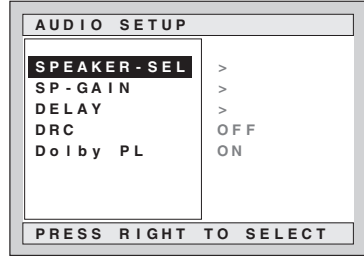 AUDIO SETUP
SPEAKER-SEL >
SP-GAIN >
DELAY >
DRC OFF
Dolby PL ON
PRESS RIGHT TO SELECT